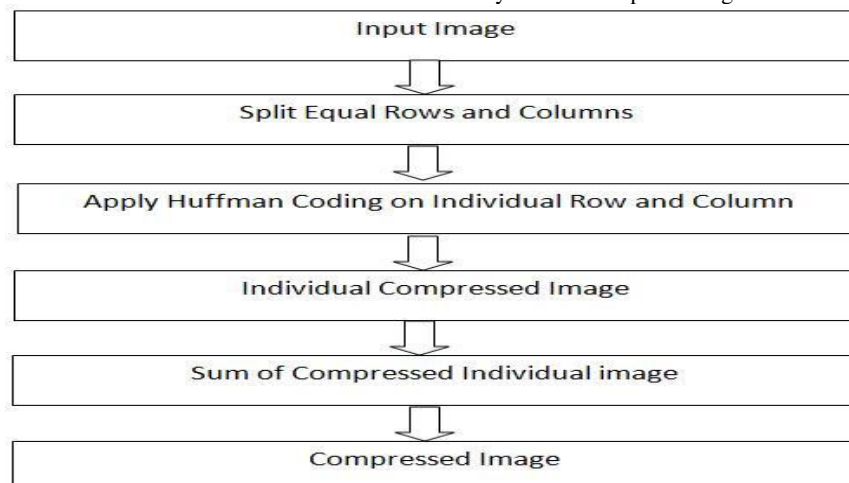 Input Image
Split Equal Rows and Columns
Apply Huffman Coding on Individual Row and Column
Individual Compressed Image
Sum of Compressed Individual image
Compressed Image